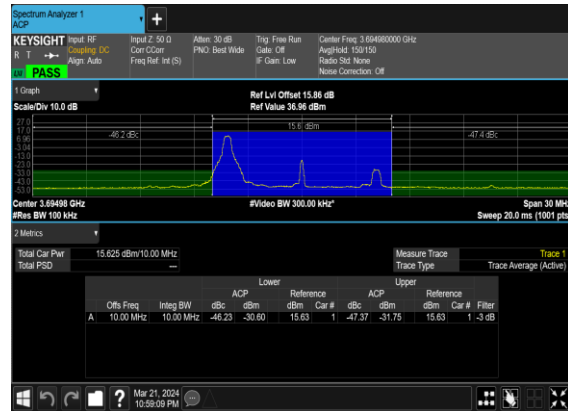 Spectrum Analyzer 1
ACP
KEYSIGHT Input: RF Input Z: 50 Ω Atten: 30 dB Trig: Free Run Center Freq: 3.694980000 GHz
R T Coupling: DC Corr CCorr PNO: Best Wide Gate: Off Avg|Hold: 150/150
Align: Auto Freq Ref: Int (S) IF Gain: Low Radio Std: None
LXI PASS Noise Correction: Off
1 Graph Ref Lvl Offset 15.86 dB
Scale/Div 10.0 dB Ref Value 36.96 dBm
27.0
17.0
6.96
-3.04
-13.0
-23.0
-33.0
-43.0
-53.0
-46.2 dBc 15.6 dBm -47.4 dBc
Center 3.69498 GHz #Video BW 300.00 kHz* Span 30 MHz
#Res BW 100 kHz Sweep 20.0 ms (1001 pts)
2 Metrics
Total Car Pwr 15.625 dBm/10.00 MHz Measure Trace Trace 1
Total PSD --- Trace Type Trace Average (Active)
Lower Upper
ACP Reference ACP Reference
Offs Freq Integ BW dBc dBm dBm Car # dBc dBm dBm Car # Filter
A 10.00 MHz 10.00 MHz -46.23 -30.60 15.63 1 -47.37 -31.75 15.63 1 -3 dB
Mar 21, 2024
10:59:09 PM